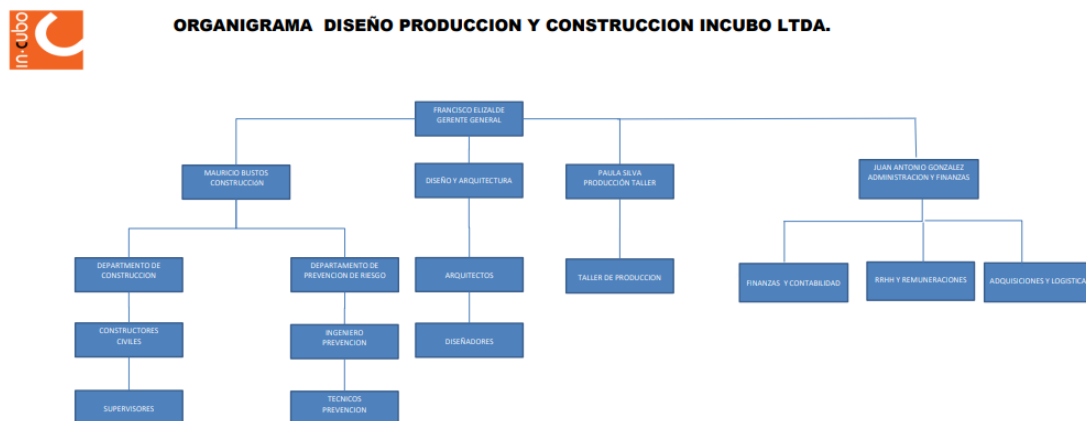 in·cubo
ORGANIGRAMA DISEÑO PRODUCCION Y CONSTRUCCION INCUBO LTDA.
FRANCISCO ELIZALDE
GERENTE GENERAL
MAURICIO BUSTOS
CONSTRUCCIóN
DISEÑO Y ARQUITECTURA
PAULA SILVA
PRODUCCIÓN TALLER
JUAN ANTONIO GONZALEZ
ADMINISTRACION Y FINANZAS
DEPARTMENTO DE
CONSTRUCCION
DEPARTAMENTO DE
PREVENCION DE RIESGO
ARQUITECTOS
TALLER DE PRODUCCION
FINANZAS Y CONTABILIDAD
RRHH Y REMUNERACIONES
ADQUISICIONES Y LOGISTICA
CONSTRUCTORES
CIVILES
INGENIERO
PREVENCION
DISEÑADORES
SUPERVISORES
TECNICOS
PREVENCION